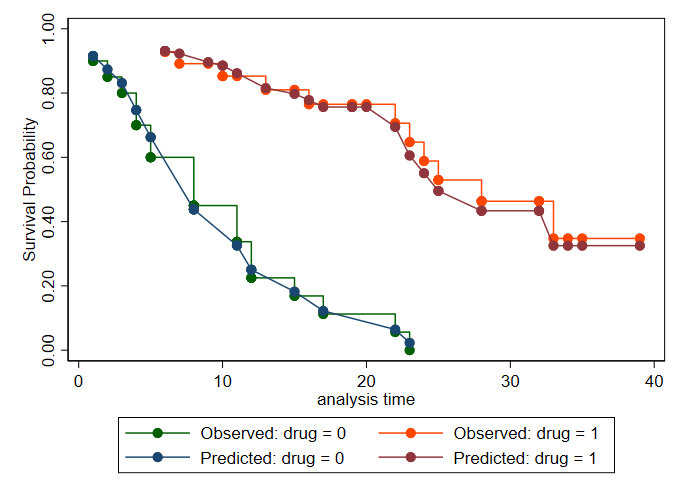 1.00
0.80
0.60
0.40
0.20
0.00
Survival Probability
0 10 20 30 40
analysis time
Observed: drug = 0 Observed: drug = 1
Predicted: drug = 0 Predicted: drug = 1